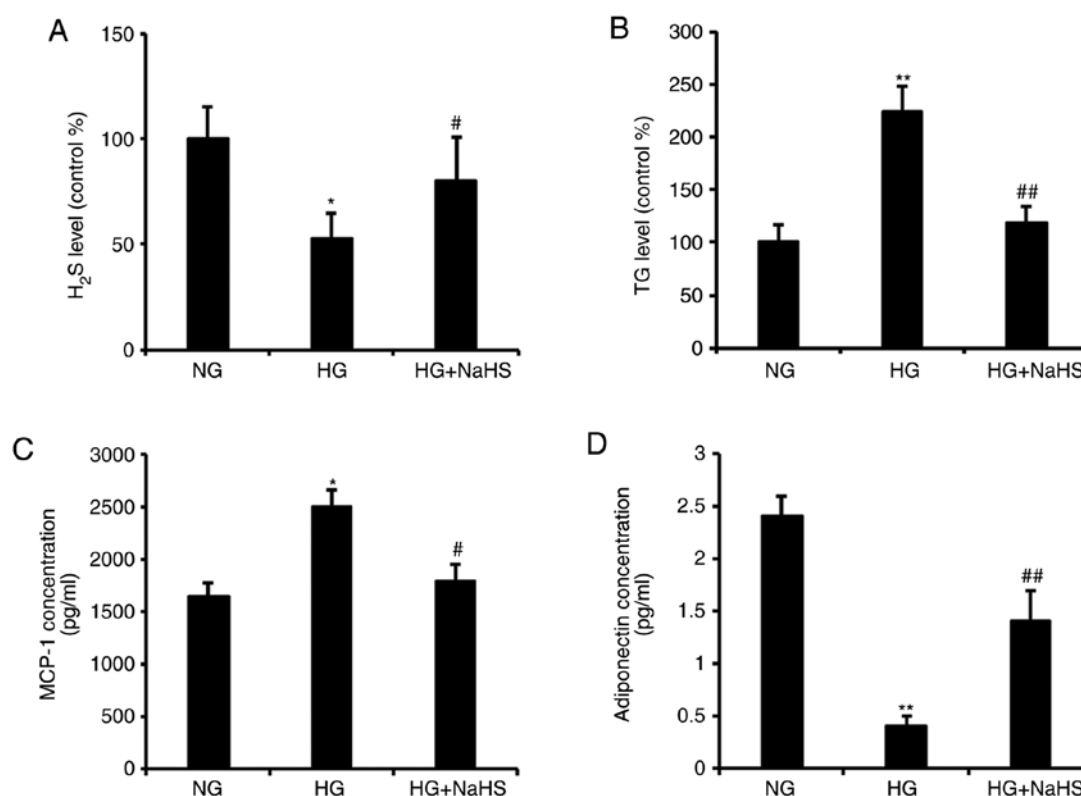 A
H2S level (control %)
150
100
50
0
*
#
NG HG HG+NaHS
B
TG level (control %)
300
250
200
150
100
50
0
**
##
NG HG HG+NaHS
C
MCP-1 concentration
(pg/ml)
3000
2500
2000
1500
1000
500
0
*
#
NG HG HG+NaHS
D
Adiponectin concentration
(pg/ml)
3
2.5
2
1.5
1
0.5
0
**
##
NG HG HG+NaHS